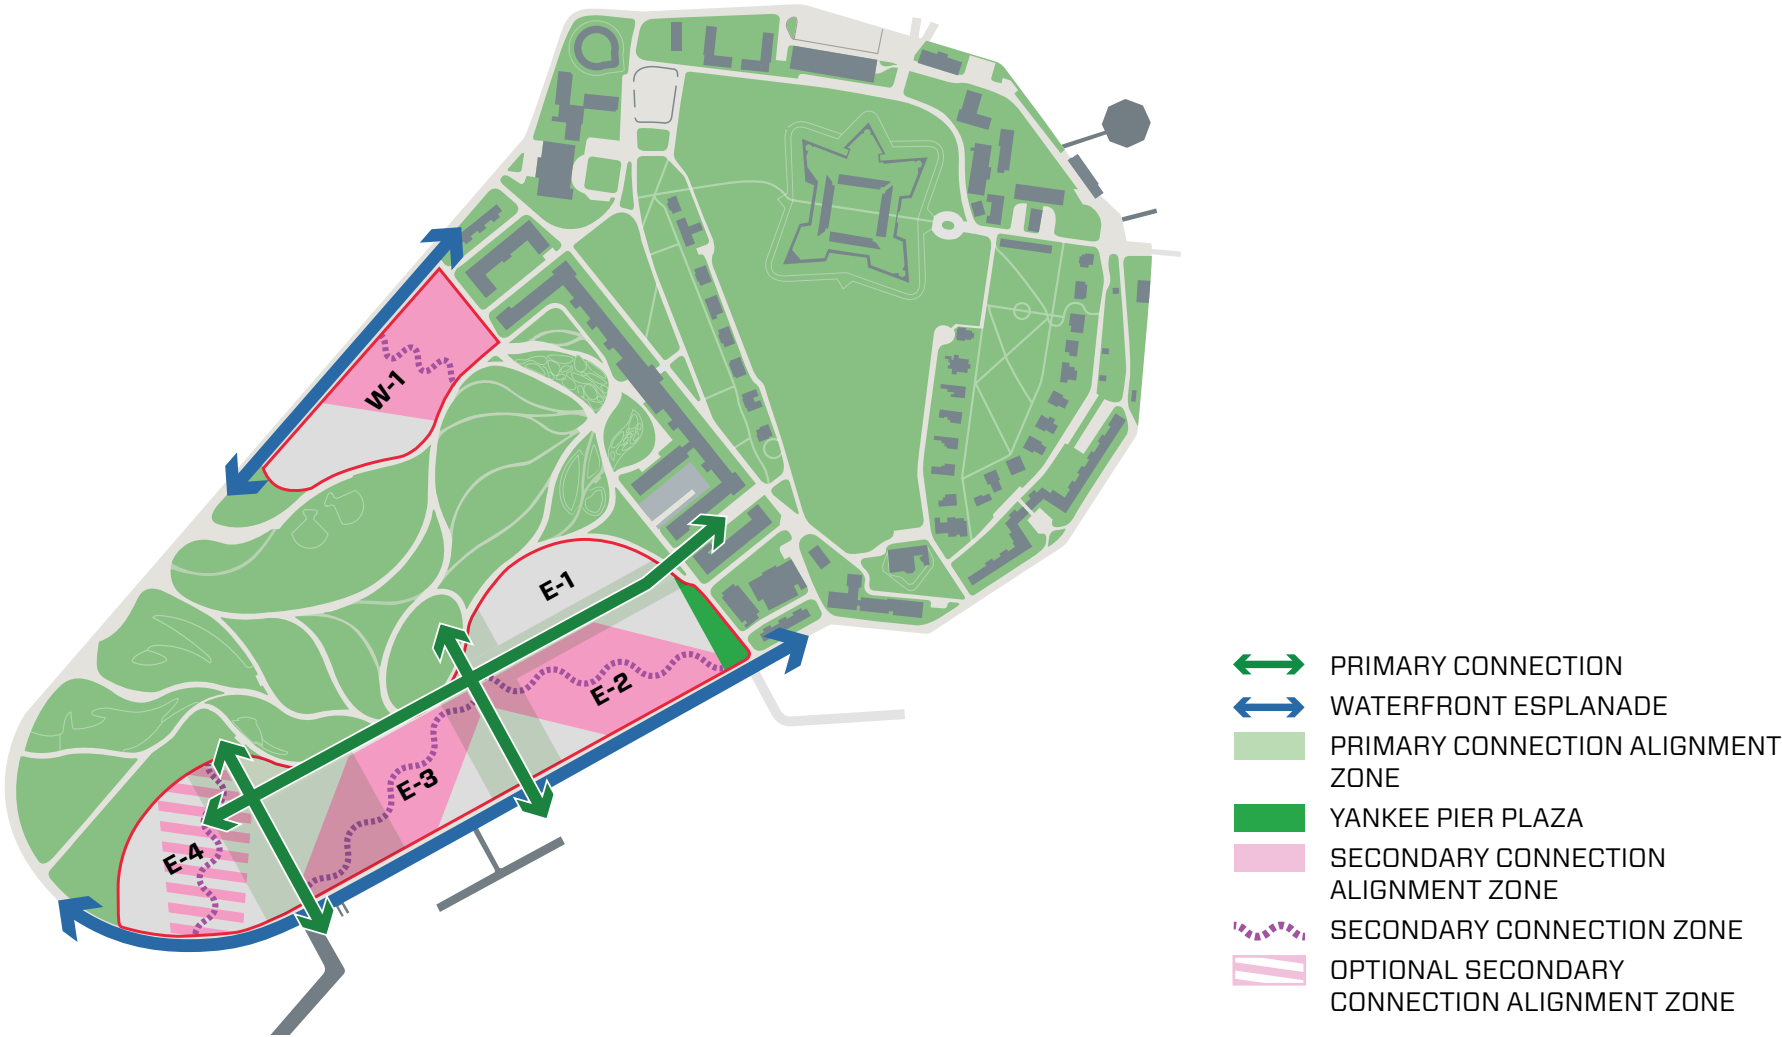 W-1
E-1
E-2
E-3
E-4
PRIMARY CONNECTION
WATERFRONT ESPLANADE
PRIMARY CONNECTION ALIGNMENT
ZONE
YANKEE PIER PLAZA
SECONDARY CONNECTION
ALIGNMENT ZONE
SECONDARY CONNECTION ZONE
OPTIONAL SECONDARY
CONNECTION ALIGNMENT ZONE